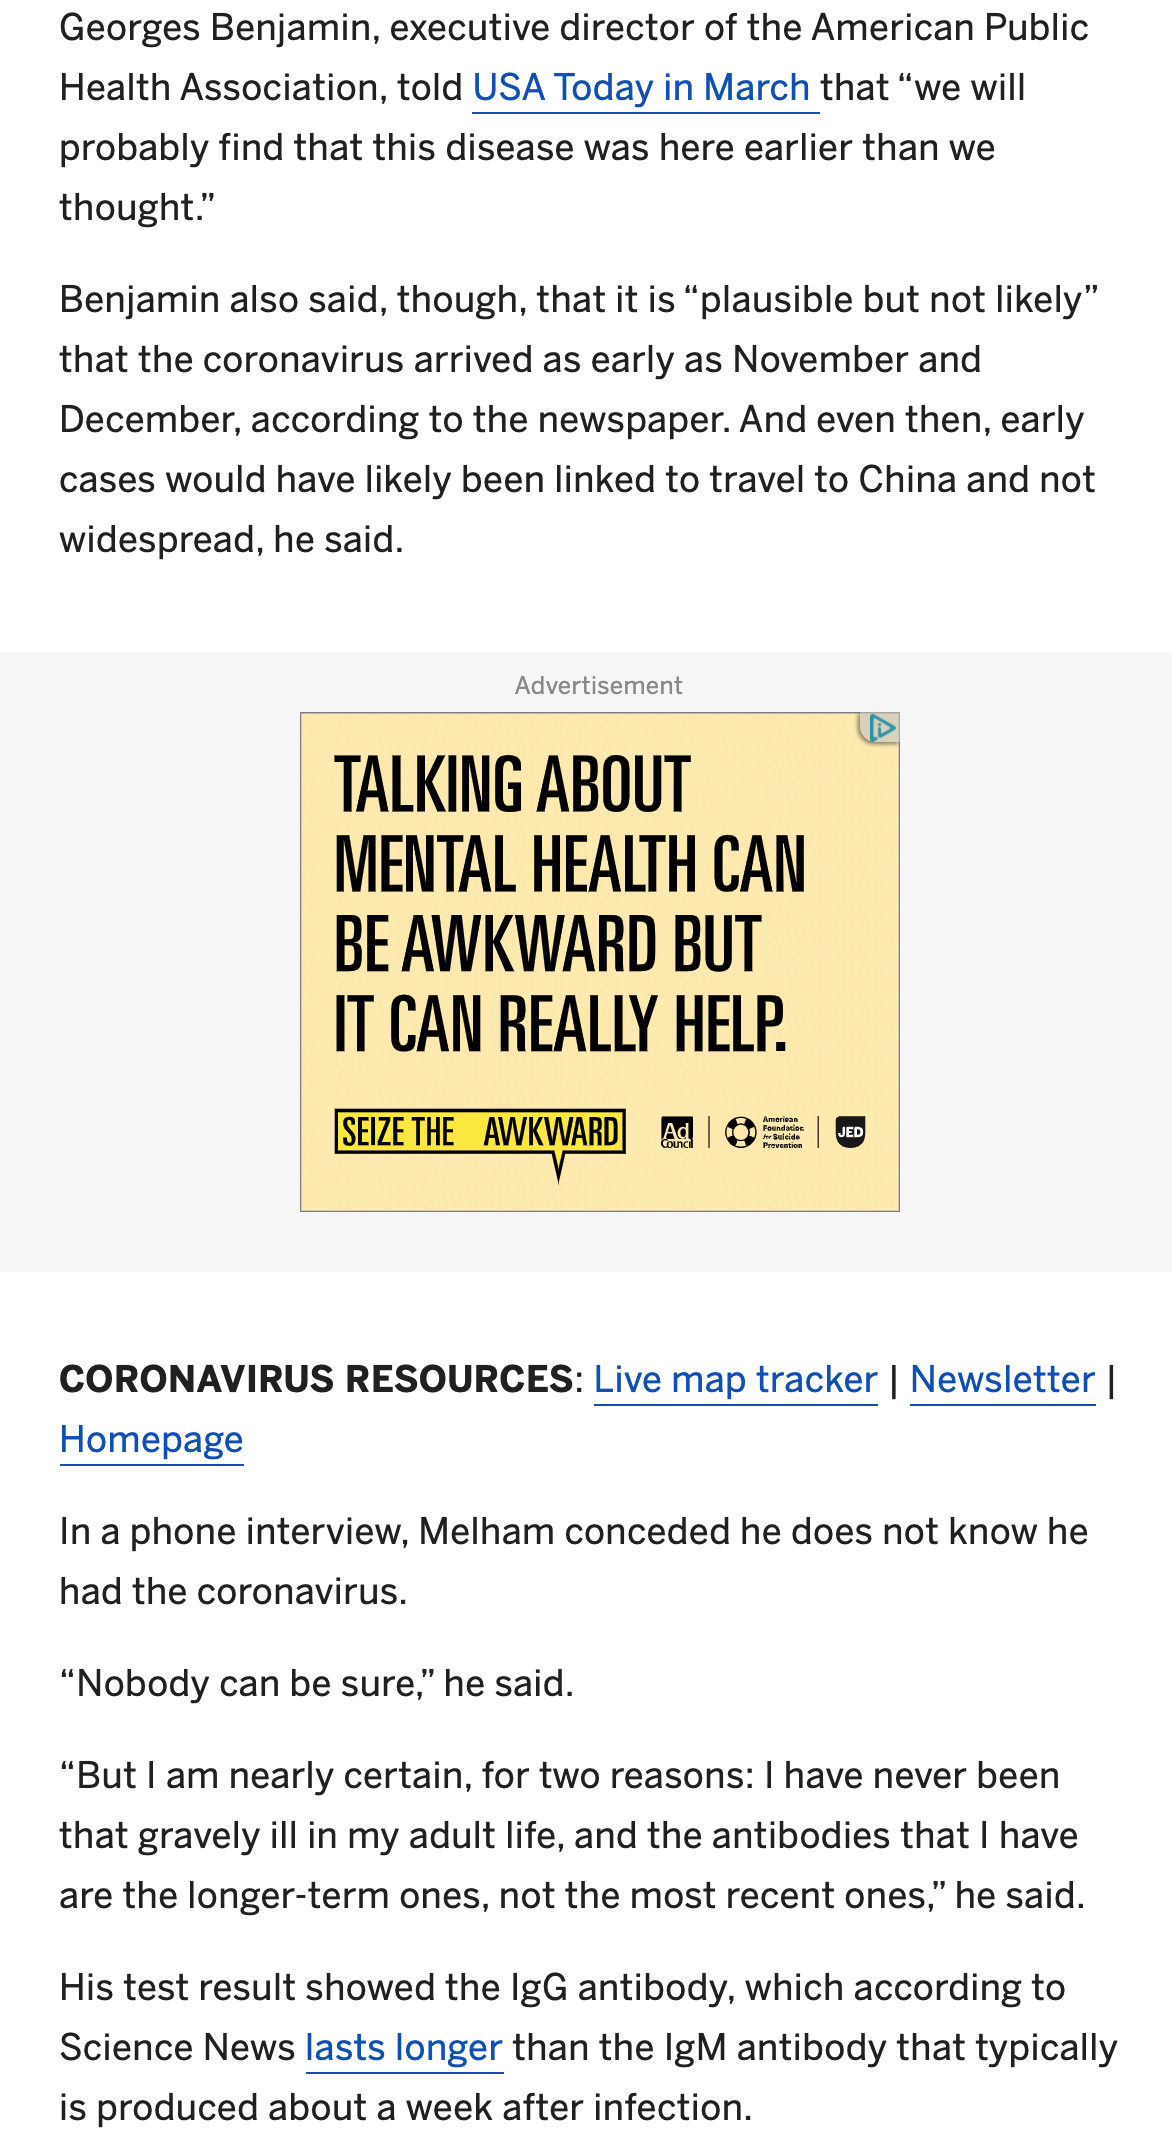 Georges Benjamin, executive director of the American Public
Health Association, told USA Today in March that “we will
probably find that this disease was here earlier than we
thought.”
Benjamin also said, though, that it is “plausible but not likely”
that the coronavirus arrived as early as November and
December, according to the newspaper. And even then, early
cases would have likely been linked to travel to China and not
widespread, he said.
Advertisement
TALKING ABOUT
MENTAL HEALTH CAN
BE AWKWARD BUT
IT CAN REALLY HELP.
SEIZE THE AWKWARD
Ad
Council
American
Foundation
for Suicide
Prevention
JED
CORONAVIRUS RESOURCES: Live map tracker | Newsletter |
Homepage
In a phone interview, Melham conceded he does not know he
had the coronavirus.
“Nobody can be sure,” he said.
“But I am nearly certain, for two reasons: I have never been
that gravely ill in my adult life, and the antibodies that I have
are the longer-term ones, not the most recent ones,” he said.
His test result showed the IgG antibody, which according to
Science News lasts longer than the IgM antibody that typically
is produced about a week after infection.